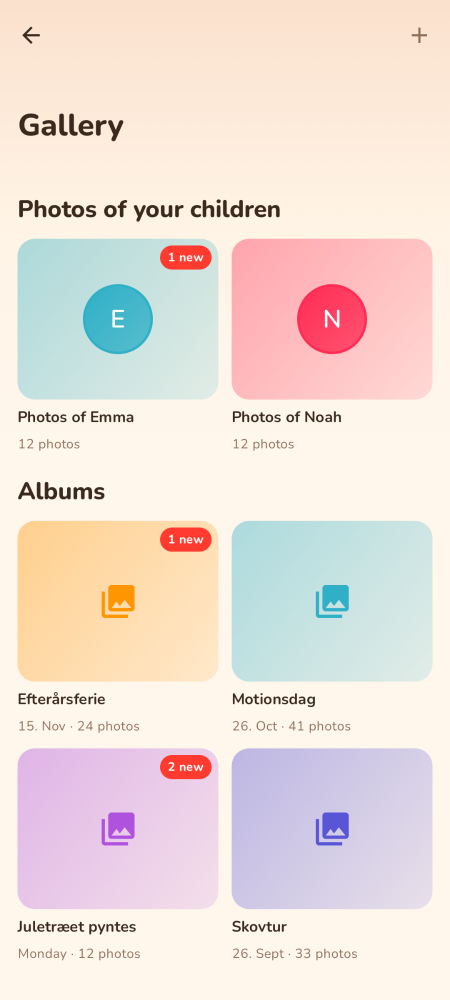 Gallery
Photos of your children
1 new
E
N
Photos of Emma
Photos of Noah
12 photos
12 photos
Albums
1 new
Efterårsferie
Motionsdag
15. Nov · 24 photos
26. Oct · 41 photos
2 new
Juletræet pyntes
Skovtur
Monday · 12 photos
26. Sept · 33 photos